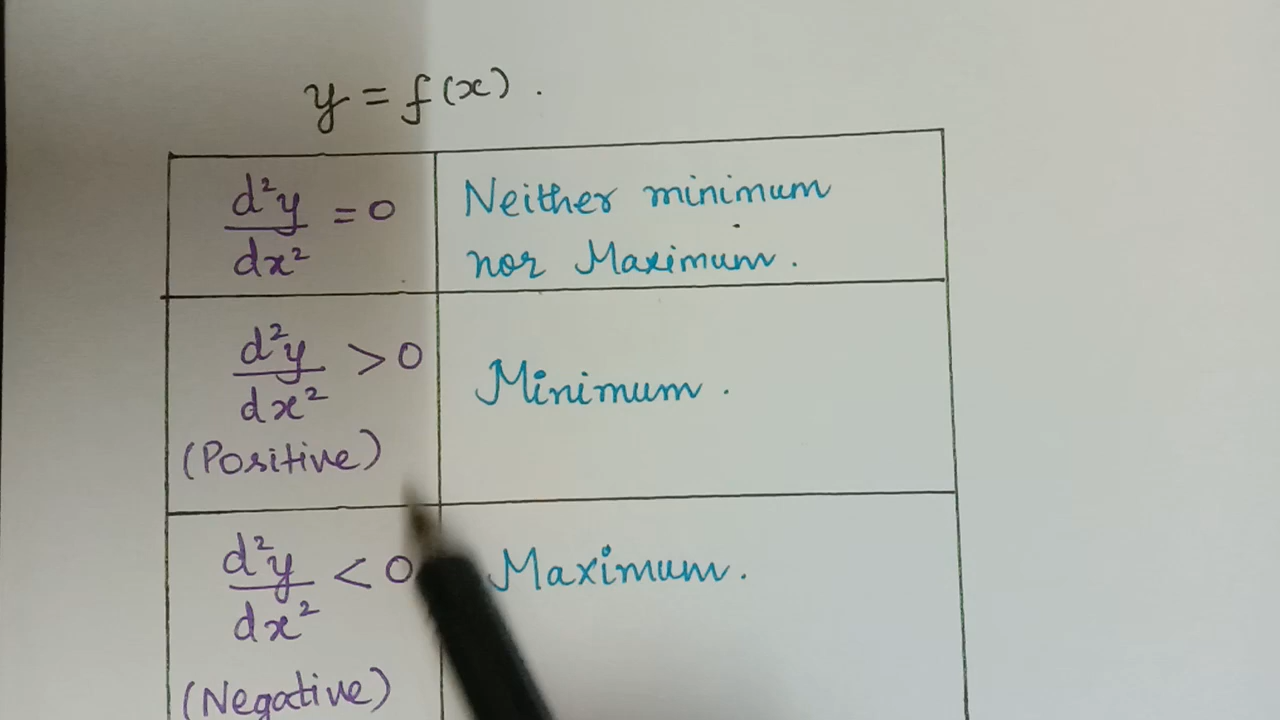 y = f(x).
d²y/dx² = 0
Neither minimum
nor Maximum.
d²y/dx² > 0
(Positive)
Minimum.
d²y/dx² < 0
(Negative)
Maximum.